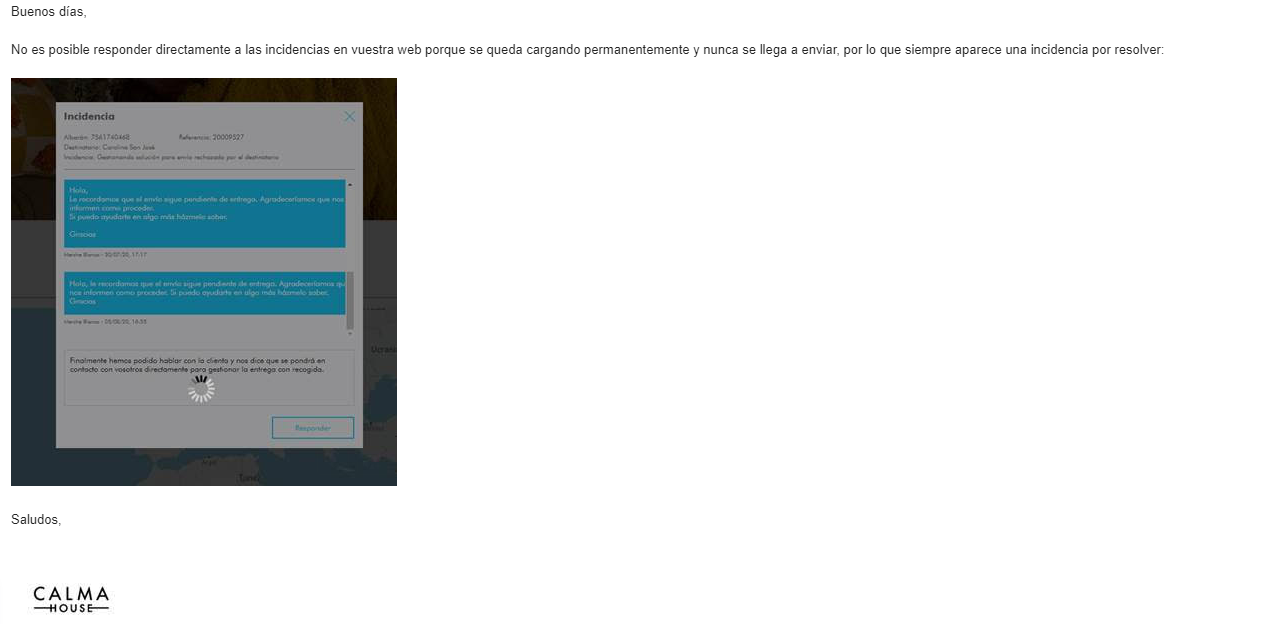 Buenos días,
No es posible responder directamente a las incidencias en vuestra web porque se queda cargando permanentemente y nunca se llega a enviar, por lo que siempre aparece una incidencia por resolver:
Incidencia
Albarán: 7561740468 Referencia: 20009527
Destinatario: Carolina San José
Incidencia: Gestionando solución para envío rechazado por el destinatario
Hola,
Le recordamos que el envío sigue pendiente de entrega. Agradeceríamos que nos
informen como proceder.
Si puedo ayudarte en algo más házmelo saber.
Gracias
Blanco - 30/07/20, 17:17
Hola, le recordamos que el envío sigue pendiente de entrega. Agradeceríamos qu
nos informen como proceder. Si puedo ayudarte en algo más házmelo saber.
Gracias
Blanco - 25/08/20, 16:55
Finalmente hemos podido hablar con la clienta y nos dice que se pondrá en
contacto con vosotros directamente para gestionar la entrega con recogida.
Responder
Saludos,
CALMA
HOUSE